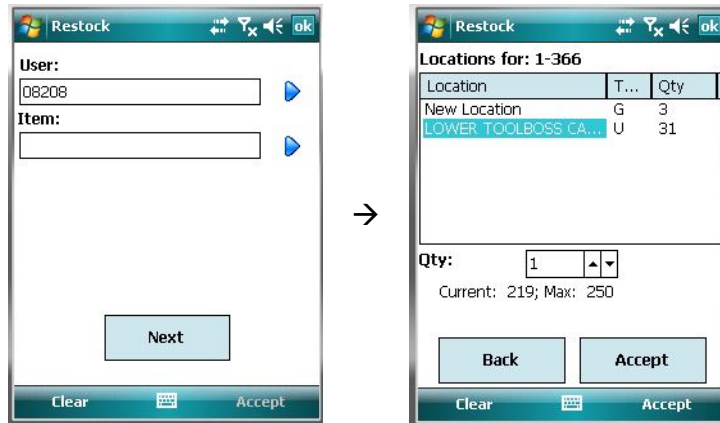 Restock ok
User:
08208
Item:
Next
Clear Accept
→
Restock ok
Locations for: 1-366
Location T... Qty
New Location G 3
LOWER TOOLBOSS CA... U 31
Qty: 1
Current: 219; Max: 250
Back Accept
Clear Accept